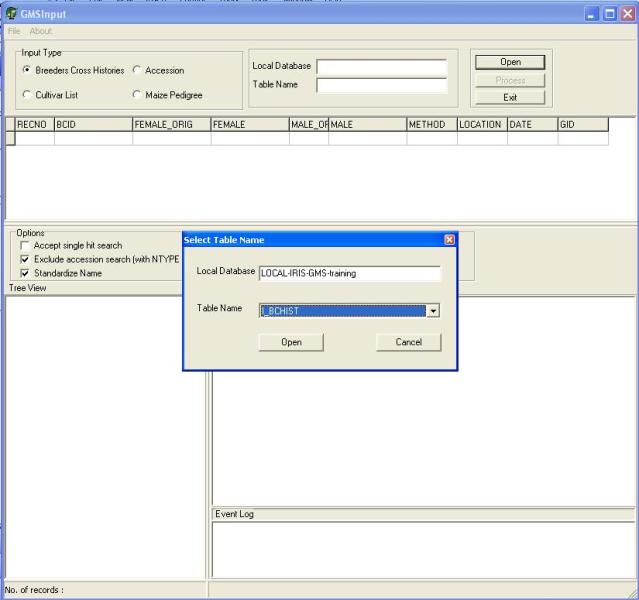 GMSInput
File About
Input Type
Breeders Cross Histories Accession
Cultivar List Maize Pedigree
Local Database
Table Name
Open
Process
Exit
RECNO BCID FEMALE_ORIG FEMALE MALE_OR MALE METHOD LOCATION DATE GID
Options
Accept single hit search
Exclude accession search (with NTYPE
Standardize Name
Tree View
Select Table Name
Local Database LOCAL-IRIS-GMS-training
Table Name I_BCHIST
Open Cancel
Event Log
No. of records :